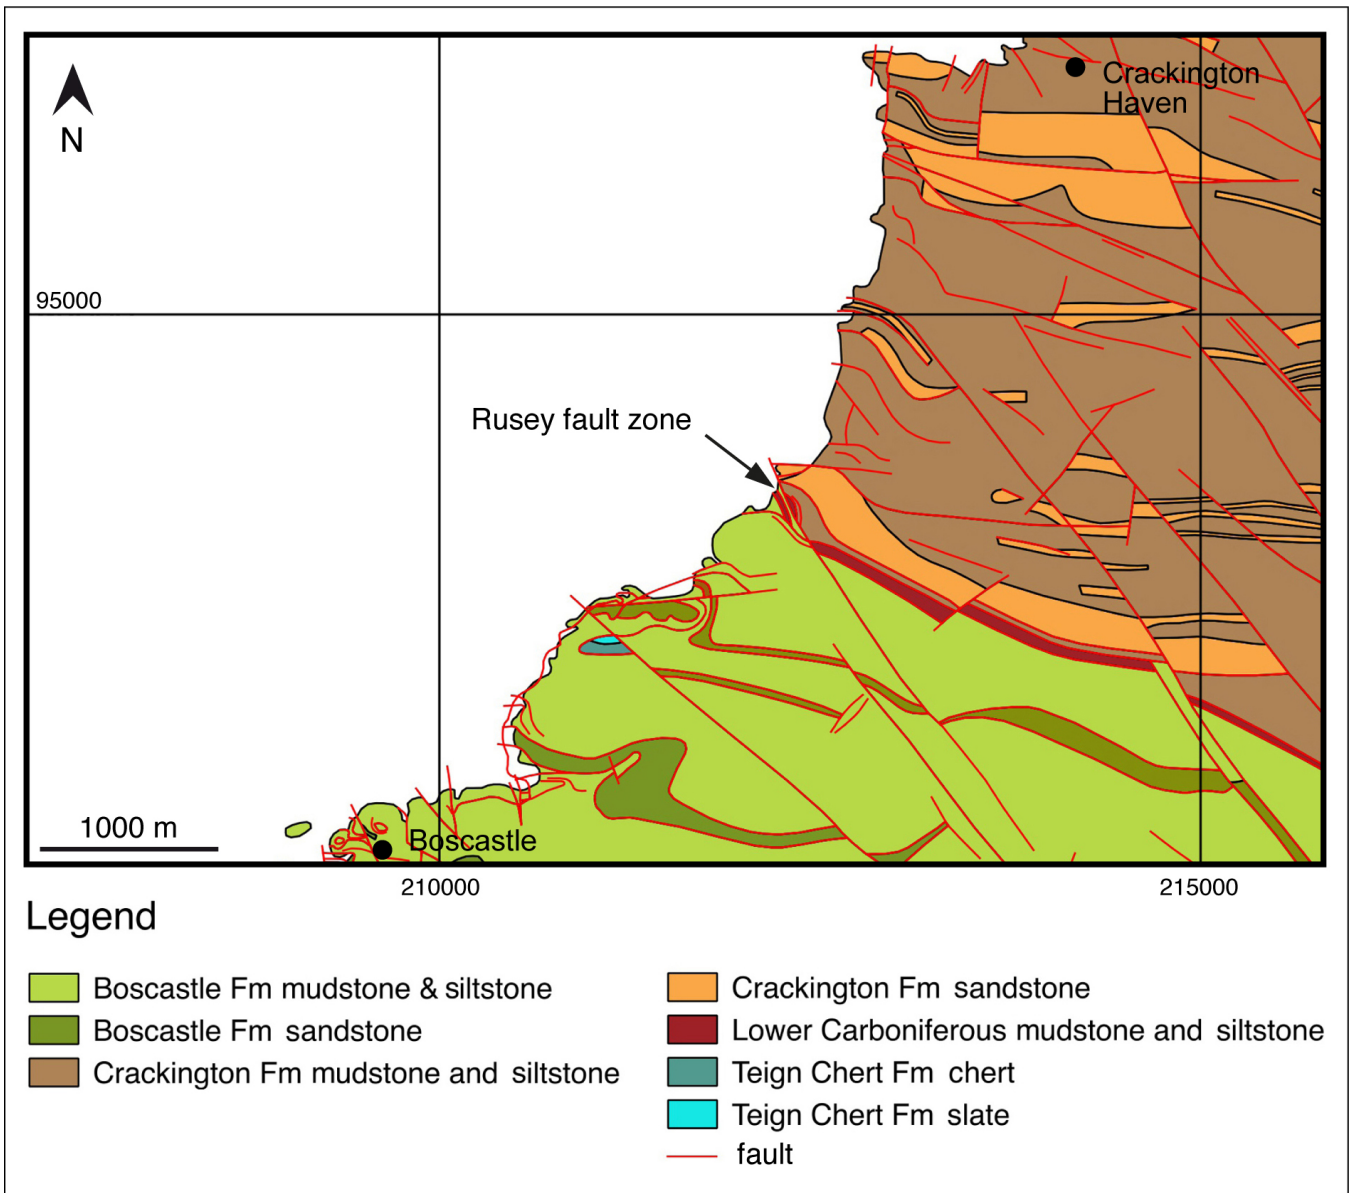 N
Crackington
Haven
95000
Rusey fault zone
1000 m
Boscastle
210000
215000
Legend
Boscastle Fm mudstone & siltstone
Boscastle Fm sandstone
Crackington Fm mudstone and siltstone
Crackington Fm sandstone
Lower Carboniferous mudstone and siltstone
Teign Chert Fm chert
Teign Chert Fm slate
fault